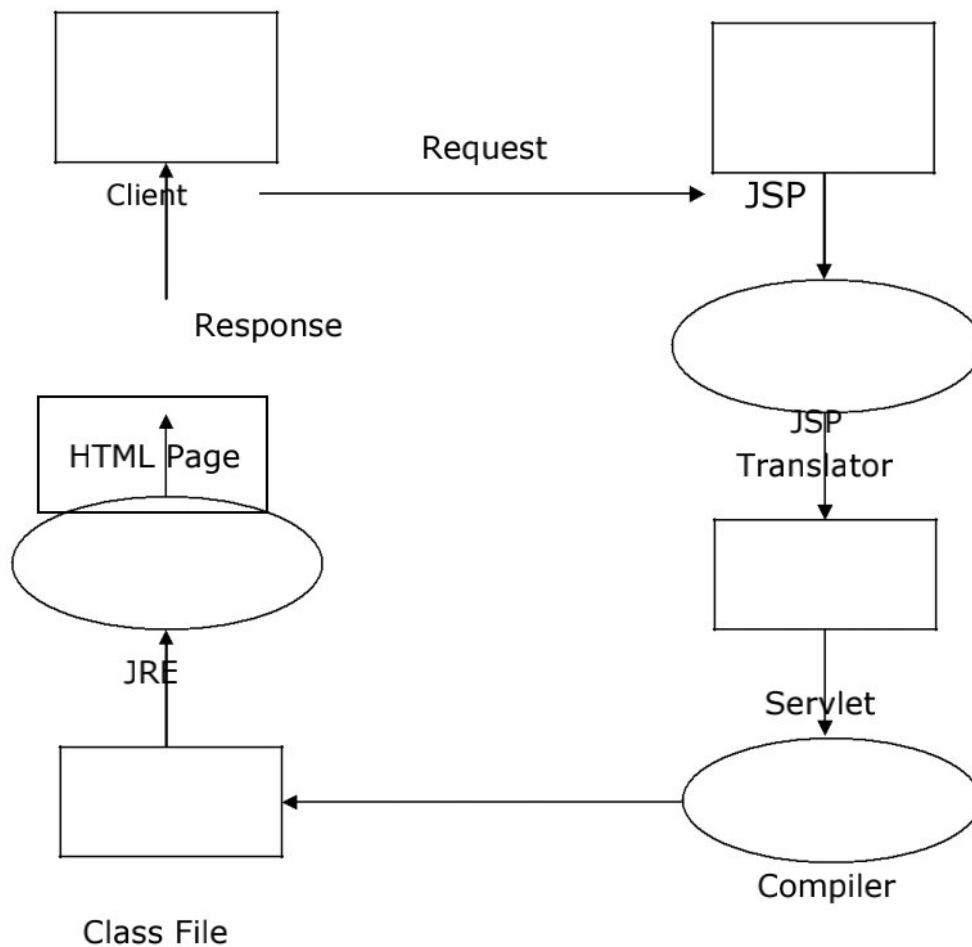 Request
Client
JSP
Response
JSP
Translator
HTML Page
JRE
Servlet
Compiler
Class File